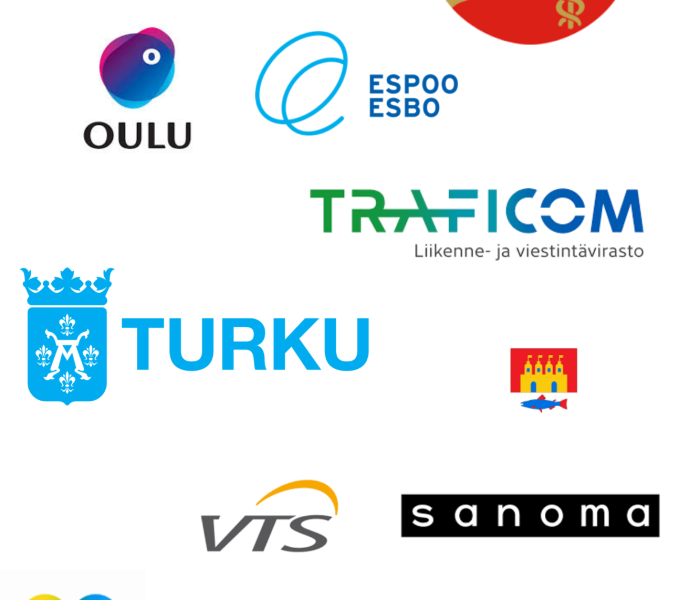 OULU
ESPOO
ESBO
TRAFICOM
Liikenne- ja viestintävirasto
TURKU
VTS
sanoma